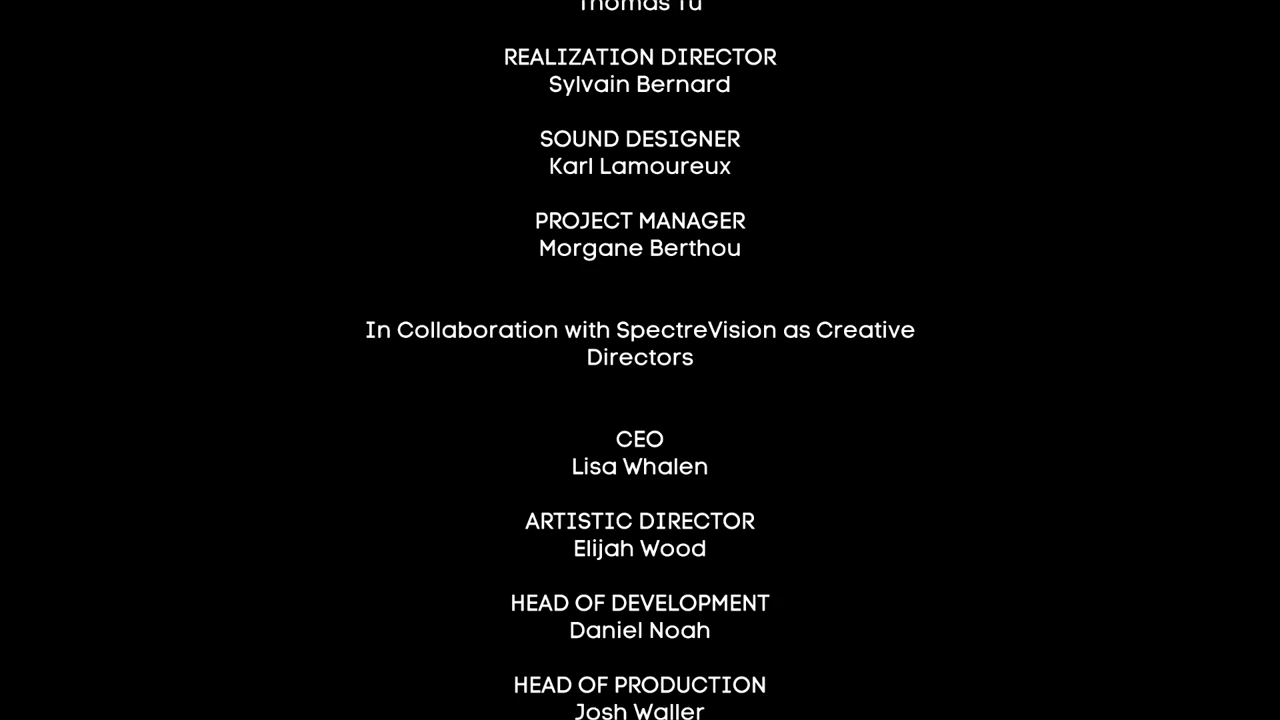 Thomas Tu
REALIZATION DIRECTOR
Sylvain Bernard
SOUND DESIGNER
Karl Lamoureux
PROJECT MANAGER
Morgane Berthou
In Collaboration with SpectreVision as Creative
Directors
CEO
Lisa Whalen
ARTISTIC DIRECTOR
Elijah Wood
HEAD OF DEVELOPMENT
Daniel Noah
HEAD OF PRODUCTION
Josh Waller